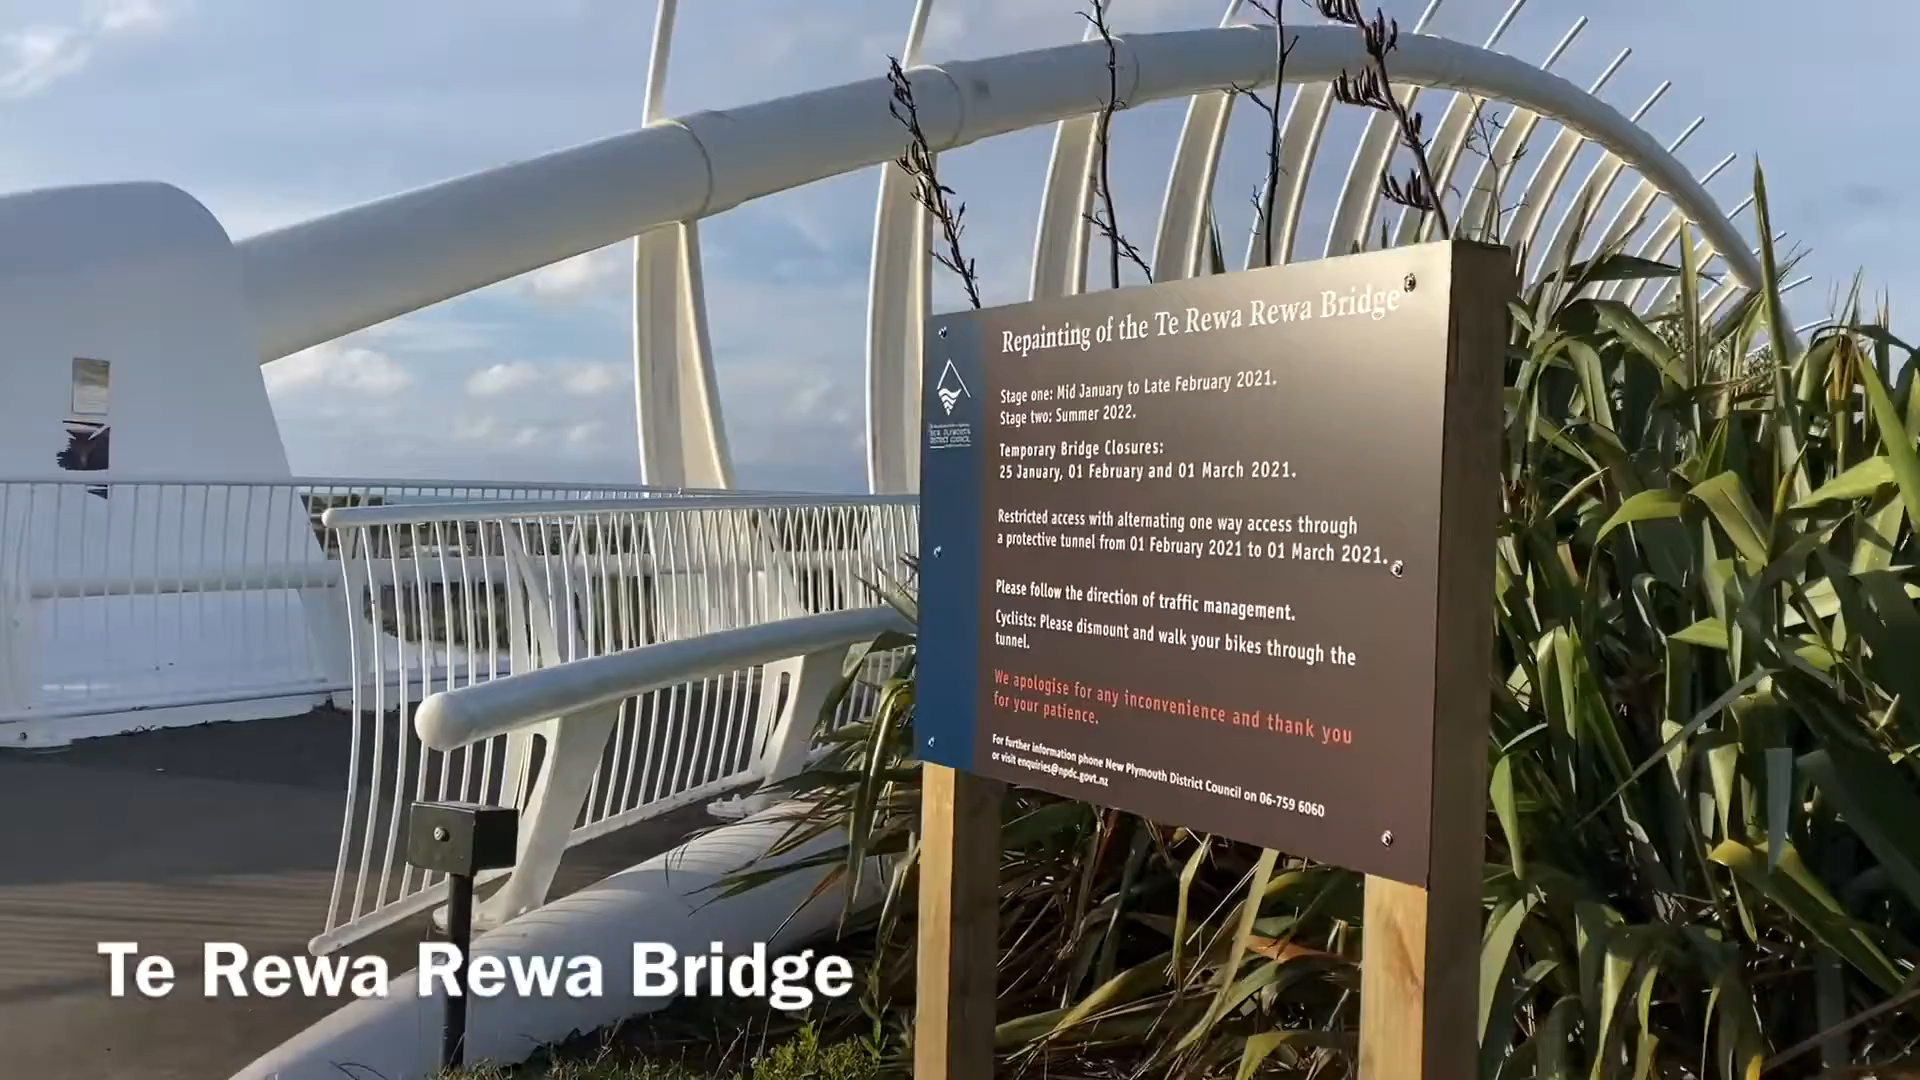 Repainting of the Te Rewa Rewa Bridge
Stage one: Mid January to Late February 2021.
Stage two: Summer 2022.
Temporary Bridge Closures:
25 January, 01 February and 01 March 2021.
Restricted access with alternating one way access through
a protective tunnel from 01 February 2021 to 01 March 2021.
Please follow the direction of traffic management.
Cyclists: Please dismount and walk your bikes through the
tunnel.
We apologise for any inconvenience and thank you
for your patience.
For further information phone New Plymouth District Council on 06-759 6060
or visit enquiries@npdc.govt.nz
NEW PLYMOUTH
DISTRICT COUNCIL
Te Rewa Rewa Bridge